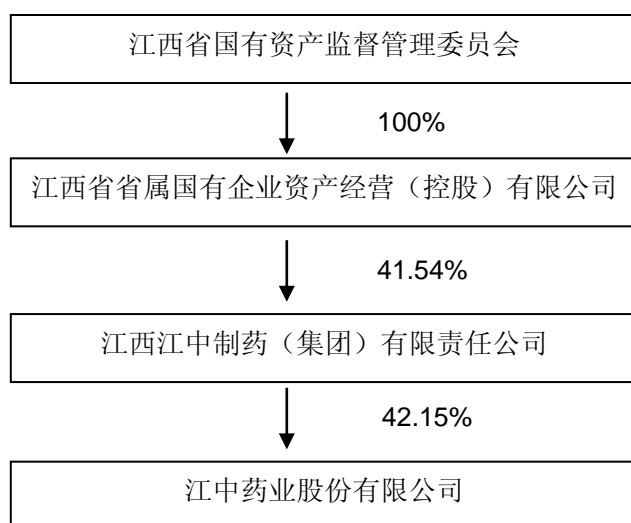 江西省国有资产监督管理委员会
100%
江西省省属国有企业资产经营（控股）有限公司
41.54%
江西江中制药（集团）有限责任公司
42.15%
江中药业股份有限公司